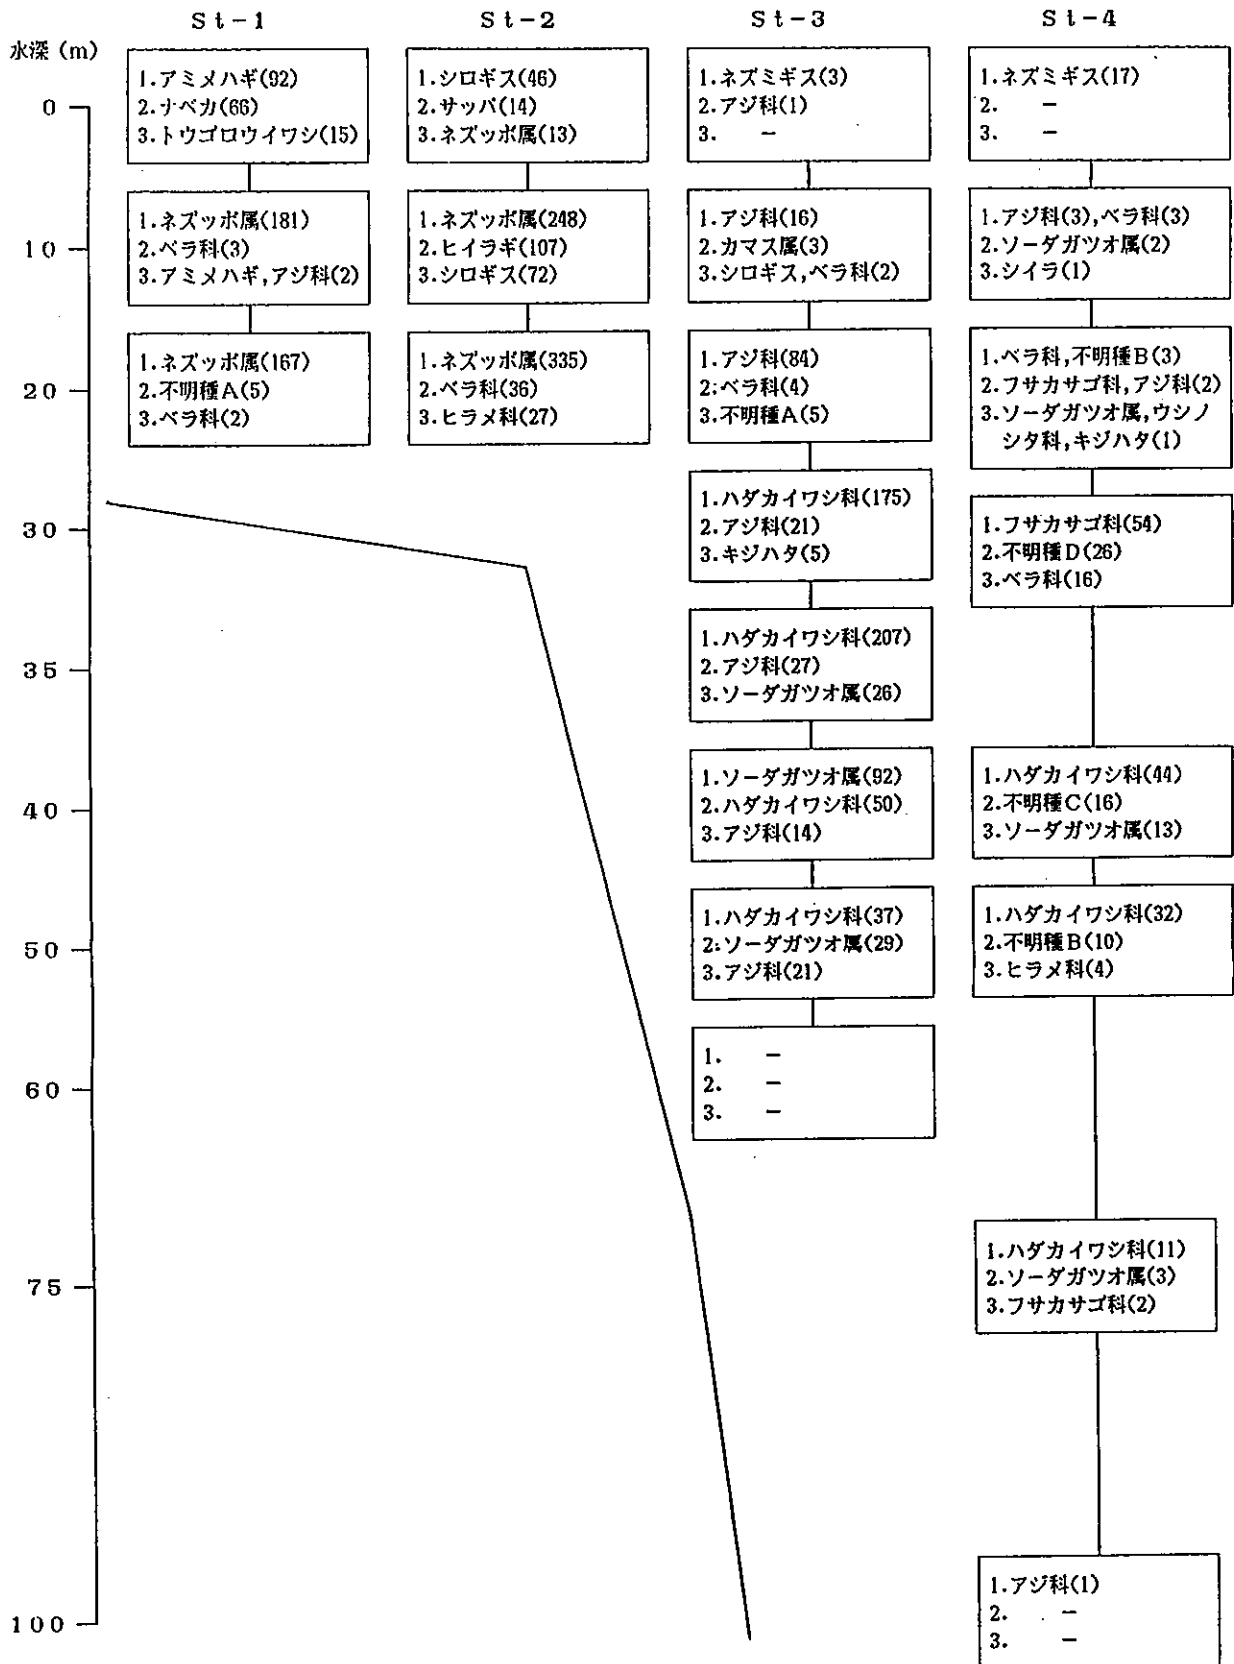 St-1
St-2
St-3
St-4
水深(m)
0
1.アミメハギ(92)
2.ナベカ(66)
3.トウゴロウイワシ(15)
1.シロギス(46)
2.サッパ(14)
3.ネズッポ属(13)
1.ネズミギス(3)
2.アジ科(1)
3. －
1.ネズミギス(17)
2. －
3. －
10
1.ネズッポ属(181)
2.ベラ科(3)
3.アミメハギ,アジ科(2)
1.ネズッポ属(248)
2.ヒイラギ(107)
3.シロギス(72)
1.アジ科(16)
2.カマス属(3)
3.シロギス,ベラ科(2)
1.アジ科(3),ベラ科(3)
2.ソーダガツオ属(2)
3.シイラ(1)
20
1.ネズッポ属(167)
2.不明種A(5)
3.ベラ科(2)
1.ネズッポ属(335)
2.ベラ科(36)
3.ヒラメ科(27)
1.アジ科(84)
2.ベラ科(4)
3.不明種A(5)
1.ベラ科,不明種B(3)
2.フサカサゴ科,アジ科(2)
3.ソーダガツオ属,ウシノ
シタ科,キジハタ(1)
30
1.ハダカイワシ科(175)
2.アジ科(21)
3.キジハタ(5)
1.フサカサゴ科(54)
2.不明種D(26)
3.ベラ科(16)
35
1.ハダカイワシ科(207)
2.アジ科(27)
3.ソーダガツオ属(26)
40
1.ソーダガツオ属(92)
2.ハダカイワシ科(50)
3.アジ科(14)
1.ハダカイワシ科(44)
2.不明種C(16)
3.ソーダガツオ属(13)
50
1.ハダカイワシ科(37)
2.ソーダガツオ属(29)
3.アジ科(21)
1.ハダカイワシ科(32)
2.不明種B(10)
3.ヒラメ科(4)
60
1. －
2. －
3. －
75
1.ハダカイワシ科(11)
2.ソーダガツオ属(3)
3.フサカサゴ科(2)
100
1.アジ科(1)
2. －
3. －